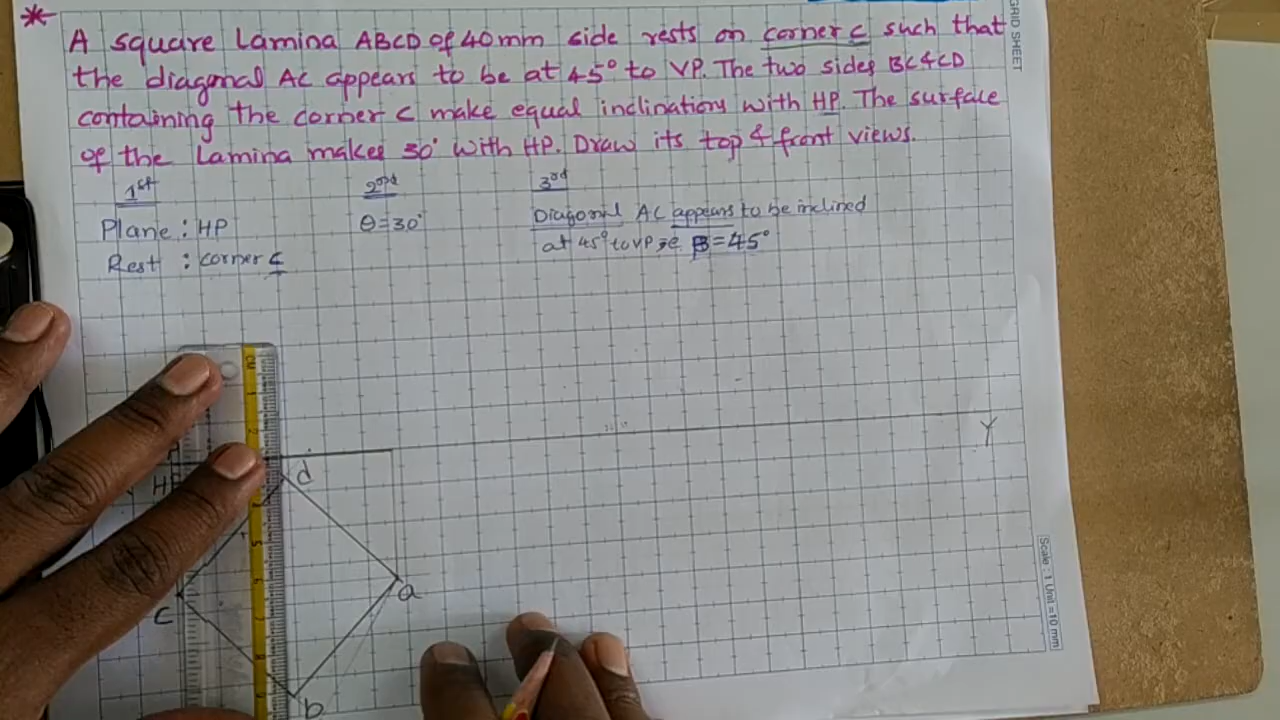 A square Lamina ABCD of 40mm side rests on corner C such that
the diagonal AC appears to be at 45° to VP. The two sides BC & CD
containing the corner C make equal inclinations with HP. The surface
of the Lamina makes 30° with HP. Draw its top & front views.
1st 2nd 3rd
Plane : HP θ=30° Diagonal AC appears to be inclined
Rest : corner C at 45° to VP ie β=45°
GRID SHEET
Y
d
a
c
b
Scale : 1 Unit = 10 mm